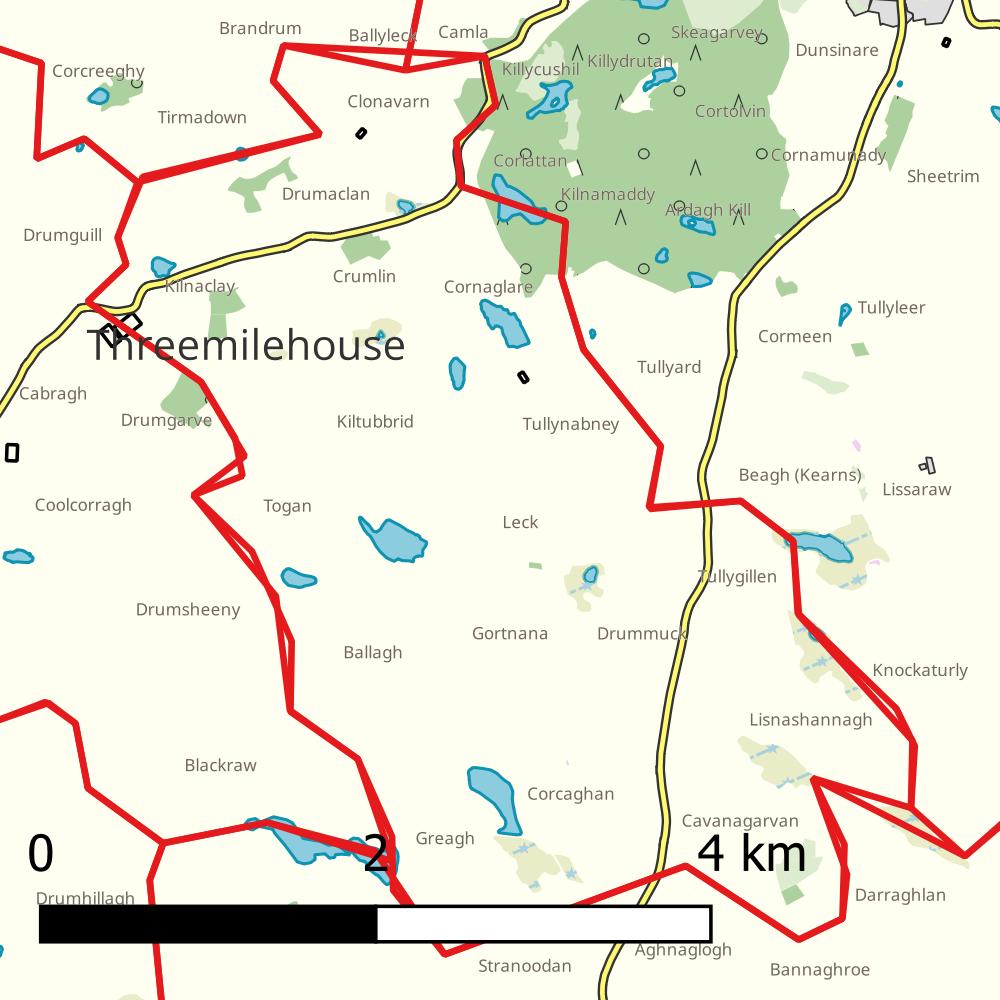 Brandrum
Ballyleck
Camla
Skeagarvey
Dunsinare
Corcreeghy
Killycushil
Killydrutan
Clonavarn
Tirmadown
Cortolvin
Corlattan
Cornamunady
Sheetrim
Drumaclan
Kilnamaddy
Ardagh Kill
Drumguill
Crumlin
Cornaglare
Kilnaclay
Tullyleer
Cormeen
Threemilehouse
Tullyard
Cabragh
Drumgarve
Kiltubbrid
Tullynabney
Beagh (Kearns)
Lissaraw
Coolcorragh
Togan
Leck
Tullygillen
Drumsheeny
Gortnana
Drummuck
Ballagh
Knockaturly
Lisnashannagh
Blackraw
Corcaghan
Cavanagarvan
Greagh
0 2 4 km
Drumhillagh
Darraghlan
Aghnaglogh
Stranoodan
Bannaghroe